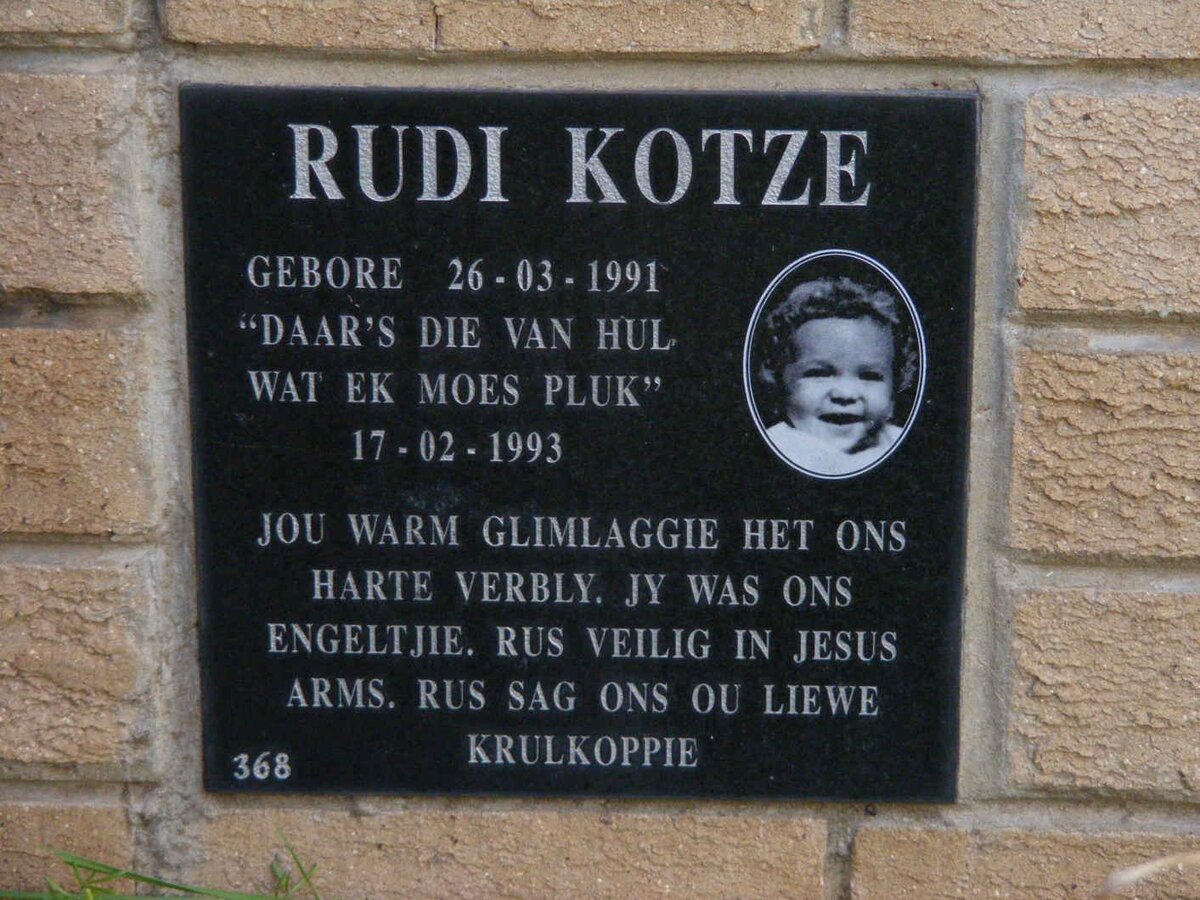 RUDI KOTZE
GEBORE 26-03-1991
"DAAR'S DIE VAN HUL
WAT EK MOES PLUK"
17-02-1993
JOU WARM GLIMLAGGIE HET ONS
HARTE VERBLY. JY WAS ONS
ENGELTJIE. RUS VEILIG IN JESUS
ARMS. RUS SAG ONS OU LIEWE
KRULKOPPIE
368